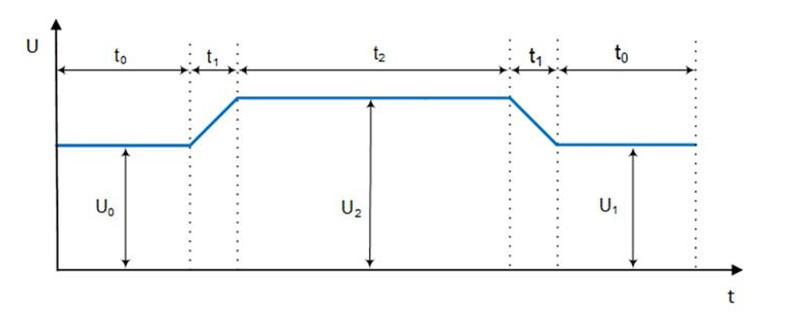 U
t₀ t₁ t₂ t₁ t₀
U₀ U₂ U₁
t